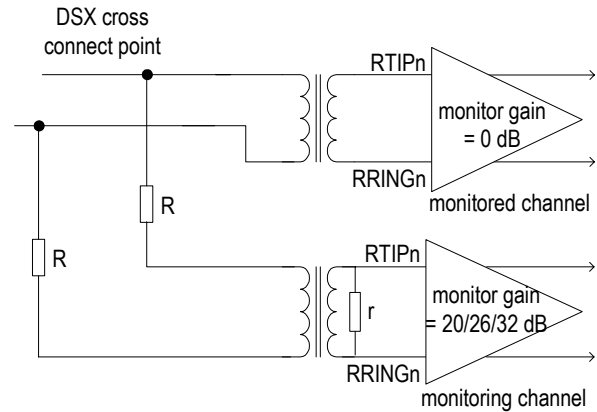 DSX cross
connect point
RTIPn
monitor gain
= 0 dB
RRINGn
monitored channel
R
R
RTIPn
monitor gain
= 20/26/32 dB
r
RRINGn
monitoring channel